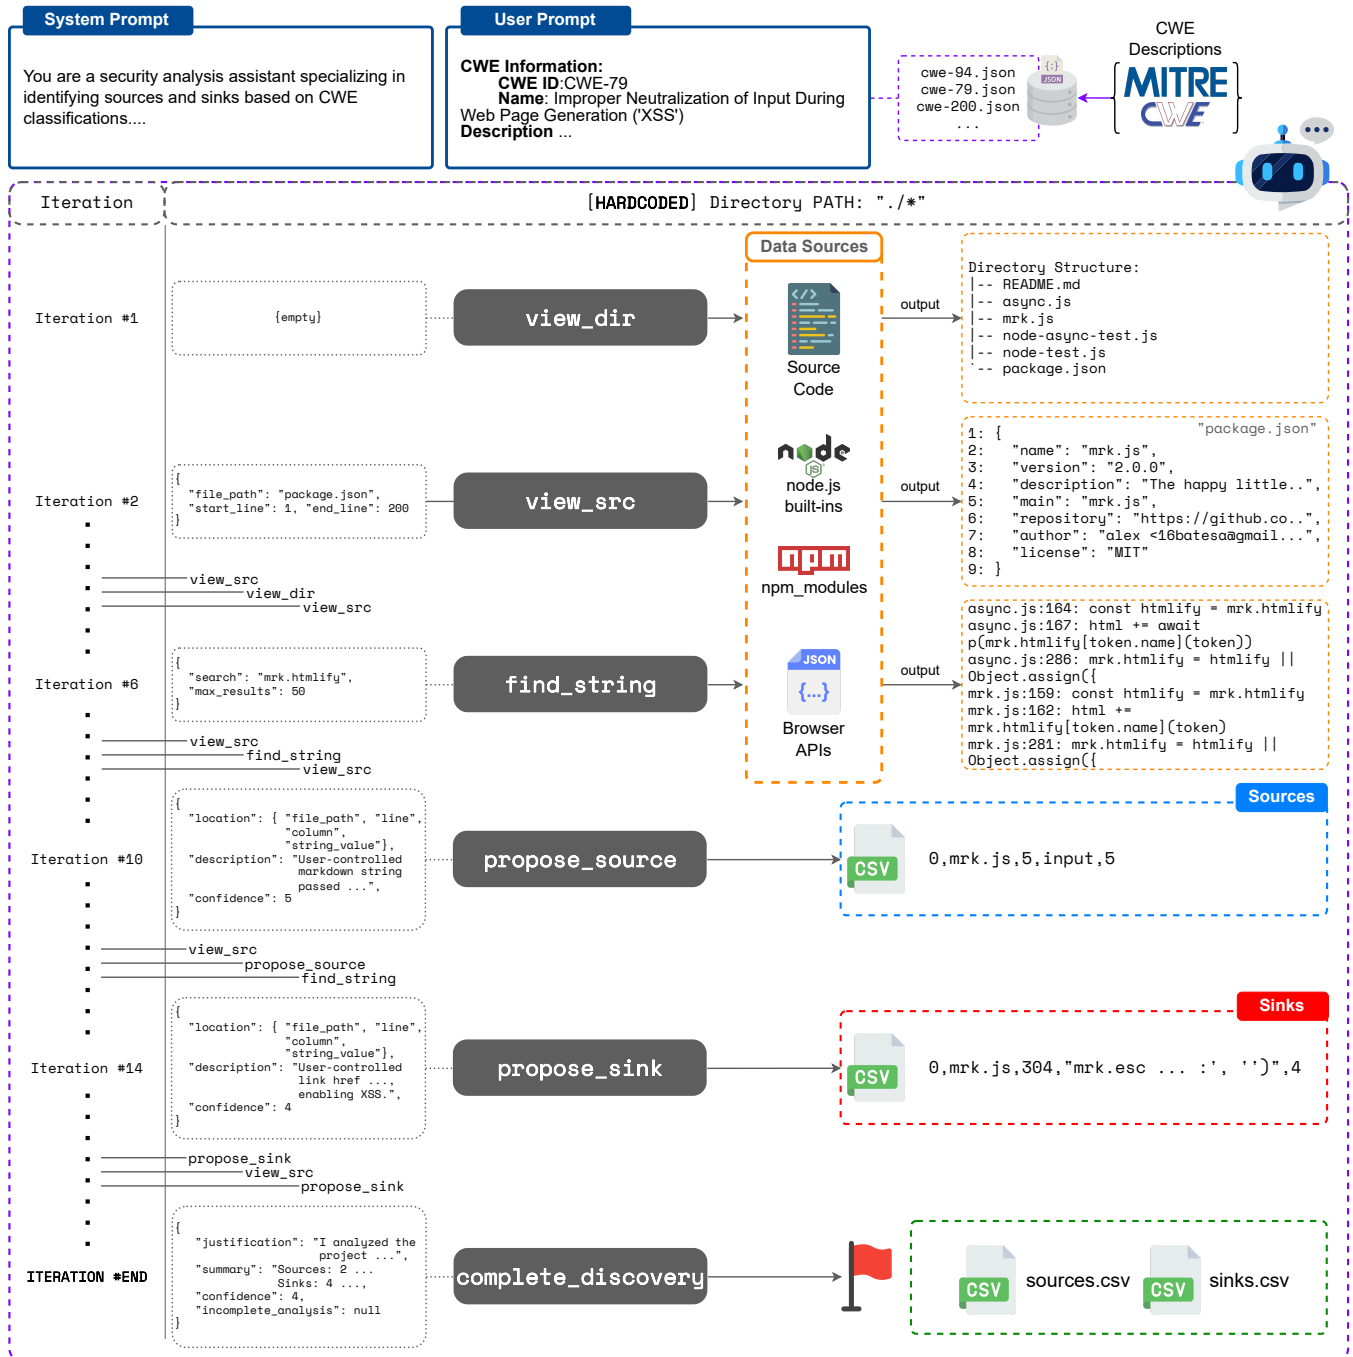 System Prompt
You are a security analysis assistant specializing in
identifying sources and sinks based on CWE
classifications....
User Prompt
CWE Information:
CWE ID:CWE-79
Name: Improper Neutralization of Input During
Web Page Generation ('XSS')
Description ...
cwe-94.json
cwe-79.json
cwe-200.json
...
{;}
JSON
CWE
Descriptions
MITRE
CWE
Iteration
[HARDCODED] Directory PATH: "./*"
Data Sources
Iteration #1
{empty}
view_dir
Source
Code
output
Directory Structure:
|-- README.md
|-- async.js
|-- mrk.js
|-- node-async-test.js
|-- node-test.js
`-- package.json
Iteration #2
{
"file_path": "package.json",
"start_line": 1, "end_line": 200
}
view_src
node
JS
node.js
built-ins
output
"package.json"
1: {
2:   "name": "mrk.js",
3:   "version": "2.0.0",
4:   "description": "The happy little..",
5:   "main": "mrk.js",
6:   "repository": "https://github.co..",
7:   "author": "alex <16batesa@gmail...",
8:   "license": "MIT"
9: }
npm
npm_modules
view_src
view_dir
view_src
Iteration #6
{
"search": "mrk.htmlify",
"max_results": 50
}
find_string
JSON
{...}
Browser
APIs
output
async.js:164: const htmlify = mrk.htmlify
async.js:167: html += await
p(mrk.htmlify[token.name](token))
async.js:286: mrk.htmlify = htmlify ||
Object.assign({
mrk.js:159: const htmlify = mrk.htmlify
mrk.js:162: html +=
mrk.htmlify[token.name](token)
mrk.js:281: mrk.htmlify = htmlify ||
Object.assign({
view_src
find_string
view_src
Iteration #10
{
"location": { "file_path", "line",
"column",
"string_value"},
"description": "User-controlled
markdown string
passed ...",
"confidence": 5
}
propose_source
Sources
CSV
0,mrk.js,5,input,5
view_src
propose_source
find_string
Iteration #14
{
"location": { "file_path", "line",
"column",
"string_value"},
"description": "User-controlled
link href ...,
enabling XSS.",
"confidence": 4
}
propose_sink
Sinks
CSV
0,mrk.js,304,"mrk.esc ... :', '')",4
propose_sink
view_src
propose_sink
ITERATION #END
{
"justification": "I analyzed the
project ...",
"summary": "Sources: 2 ...
Sinks: 4 ...,
"confidence": 4,
"incomplete_analysis": null
}
complete_discovery
CSV
sources.csv
CSV
sinks.csv